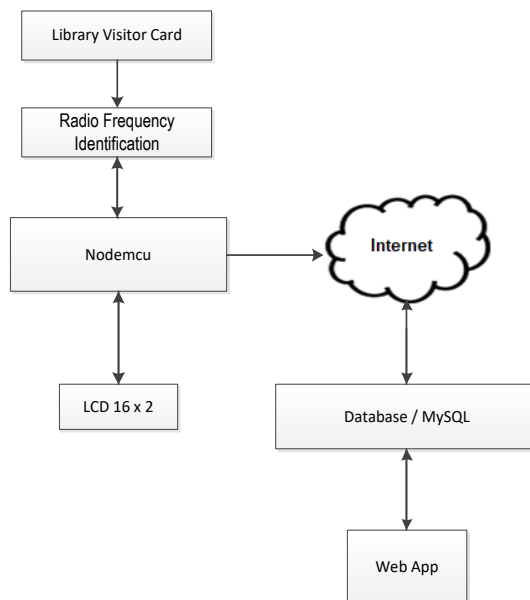 Library Visitor Card
Radio Frequency
Identification
Nodemcu
Internet
LCD 16 x 2
Database / MySQL
Web App